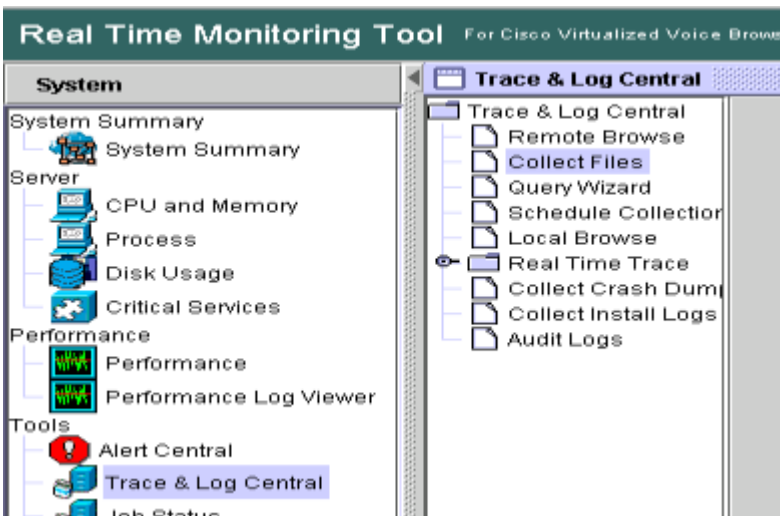 Real Time Monitoring Tool For Cisco Virtualized Voice
System
System Summary
System Summary
Server
CPU and Memory
Process
Disk Usage
Critical Services
Performance
Performance
Performance Log Viewer
Tools
Alert Central
Trace & Log Central
Job Status
Trace & Log Central
Trace & Log Central
Remote Browse
Collect Files
Query Wizard
Schedule
Local Browse
Real Time Trace
Collect Crash
Collect Install Logs
Audit Logs